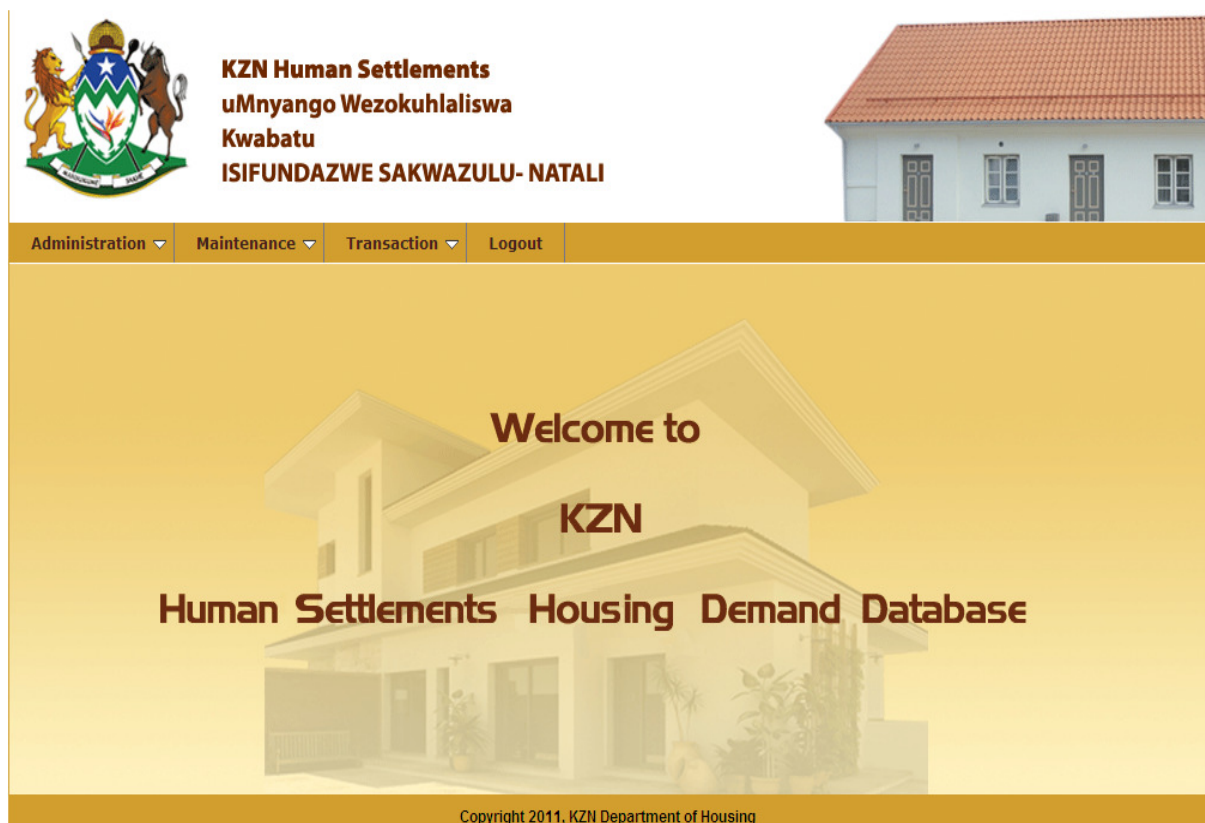 KZN Human Settlements
uMnyango Wezokuhlaliswa
Kwabatu
ISIFUNDAZWE SAKWAZULU- NATALI
Administration Maintenance Transaction Logout
Welcome to
KZN
Human Settlements Housing Demand Database
Copyright 2011, KZN Department of Housing